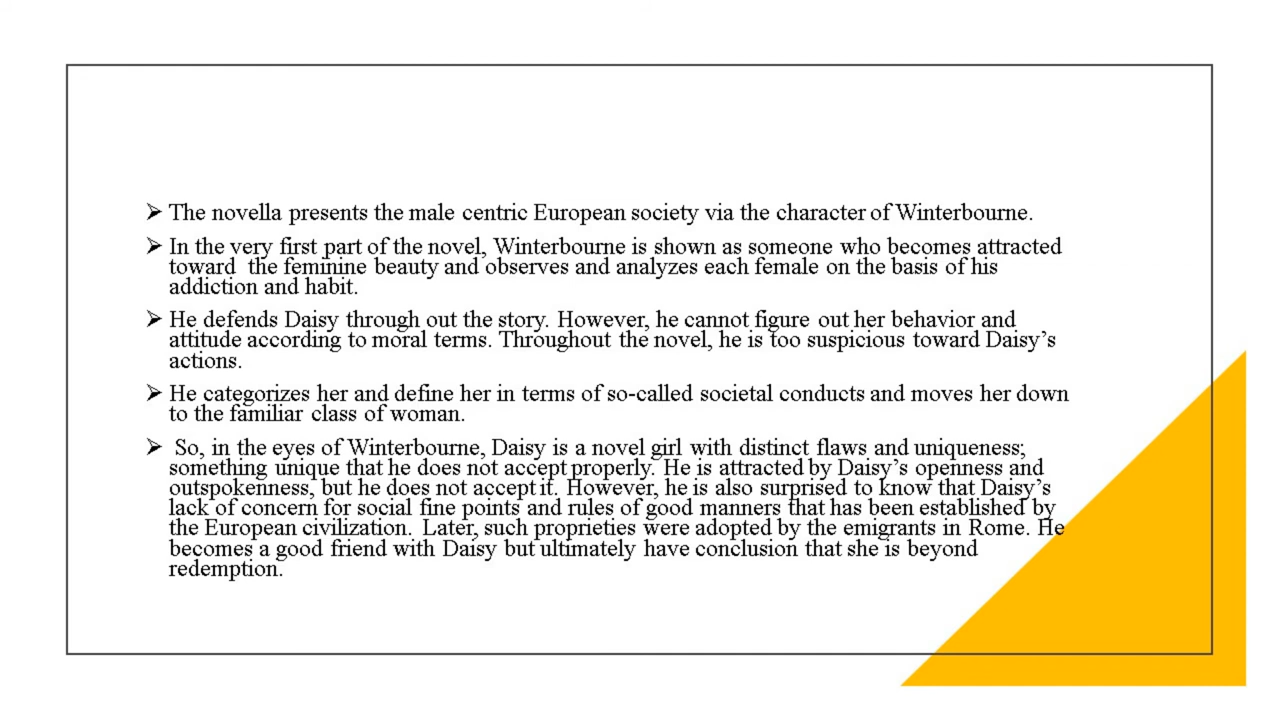 ➢ The novella presents the male centric European society via the character of Winterbourne.
➢ In the very first part of the novel, Winterbourne is shown as someone who becomes attracted
toward  the feminine beauty and observes and analyzes each female on the basis of his
addiction and habit.
➢ He defends Daisy through out the story. However, he cannot figure out her behavior and
attitude according to moral terms. Throughout the novel, he is too suspicious toward Daisy’s
actions.
➢ He categorizes her and define her in terms of so-called societal conducts and moves her down
to the familiar class of woman.
➢ So, in the eyes of Winterbourne, Daisy is a novel girl with distinct flaws and uniqueness;
something unique that he does not accept properly. He is attracted by Daisy’s openness and
outspokenness, but he does not accept it. However, he is also surprised to know that Daisy’s
lack of concern for social fine points and rules of good manners that has been established by
the European civilization. Later, such proprieties were adopted by the emigrants in Rome. He
becomes a good friend with Daisy but ultimately have conclusion that she is beyond
redemption.